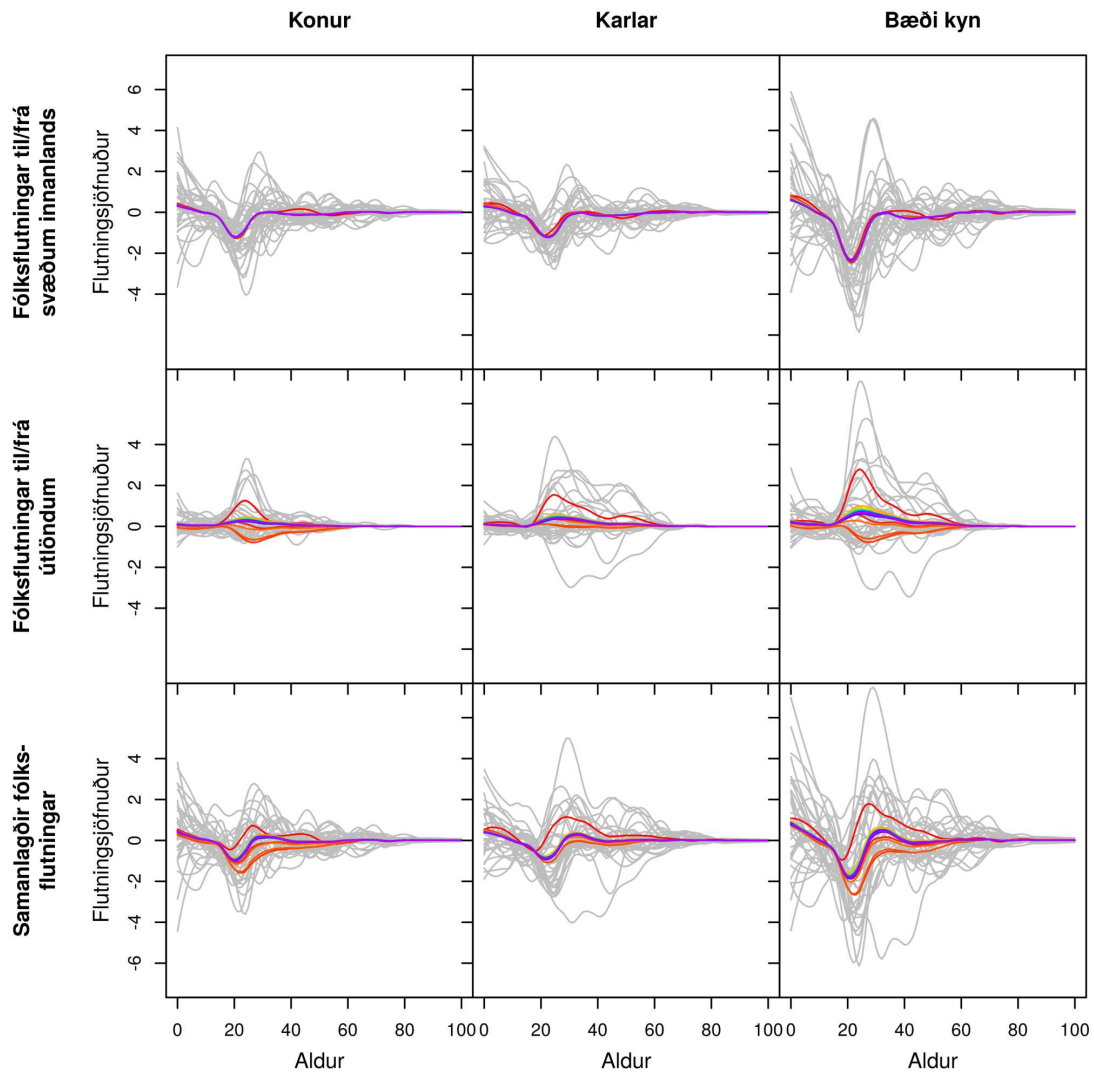 Konur Karlar Bæði kyn
Fólksflutningar til/frá
svæðum innanlands
Flutningsjöfnuður
6
4
2
0
-2
-4
Fólksflutningar til/frá
útlöndum
Flutningsjöfnuður
4
2
0
-2
-4
Samanlagðir fólks-
flutningar
Flutningsjöfnuður
4
2
0
-2
-4
-6
0 20 40 60 80 100 0 20 40 60 80 100 0 20 40 60 80 100
Aldur Aldur Aldur